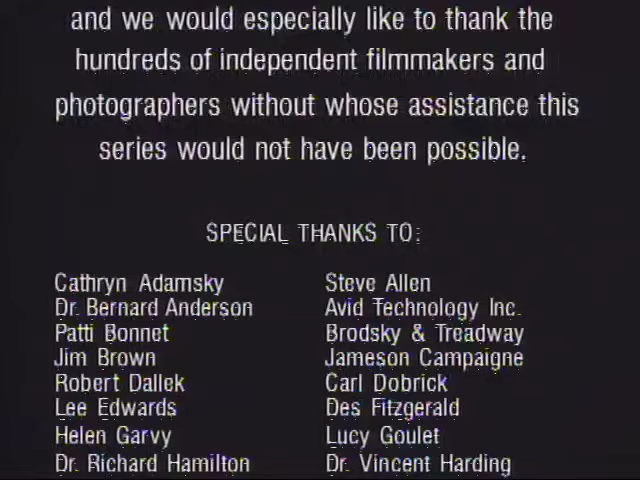 and we would especially like to thank the
hundreds of independent filmmakers and
photographers without whose assistance this
series would not have been possible.
SPECIAL THANKS TO:
Cathryn Adamsky
Dr. Bernard Anderson
Patti Bonnet
Jim Brown
Robert Dallek
Lee Edwards
Helen Garvy
Dr. Richard Hamilton
Steve Allen
Avid Technology Inc.
Brodsky & Treadway
Jameson Campaigne
Carl Dobrick
Des Fitzgerald
Lucy Goulet
Dr. Vincent Harding